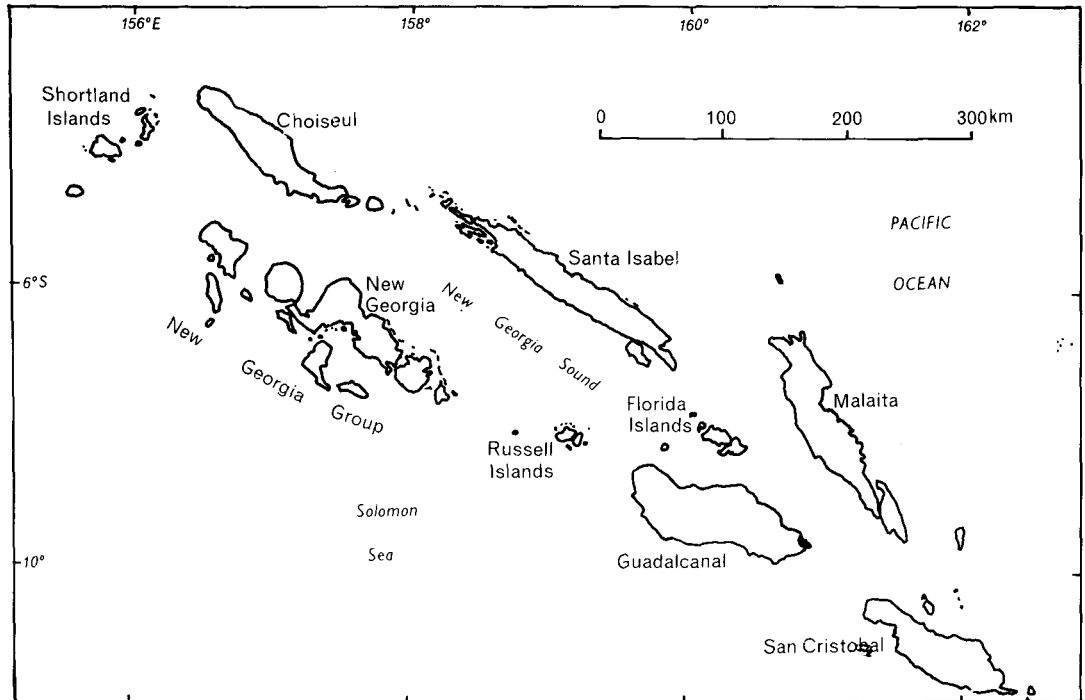 156°E
158°
160°
162°
Shortland
Islands
Choiseul
0
100
200
300km
PACIFIC
OCEAN
Santa Isabel
6°S
New
Georgia
New
Georgia
Sound
New
Georgia
Group
Florida
Islands
Malaita
Russell
Islands
Solomon
Sea
Guadalcanal
10°
San Cristobal